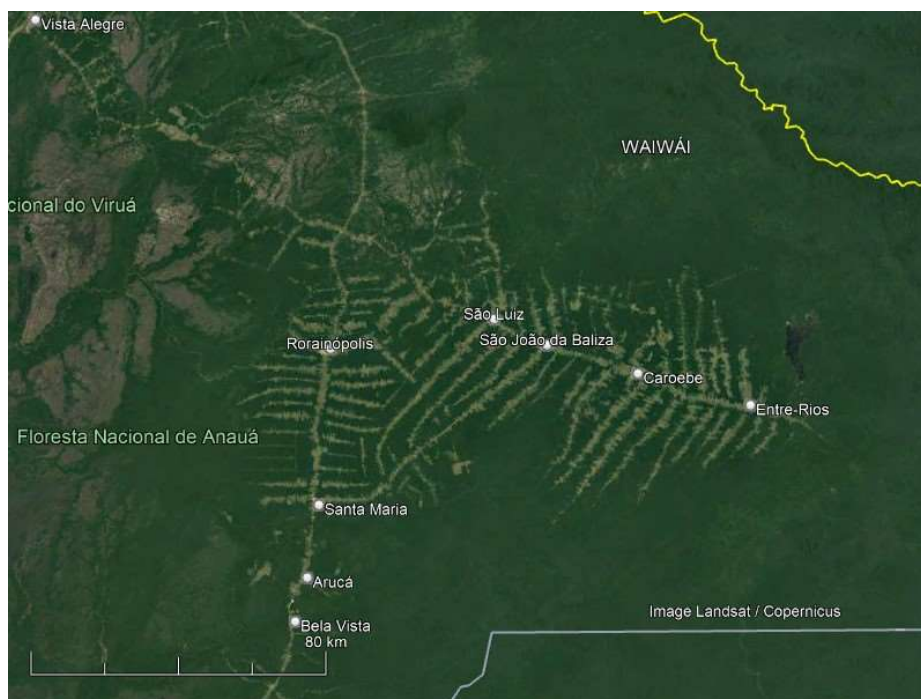 Vista Alegre
WAIWÁI
cional do Viruá
São Luiz
Rorainópolis
São João da Baliza
Caroebe
Entre-Rios
Floresta Nacional de Anauá
Santa Maria
Arucá
Image Landsat / Copernicus
Bela Vista
80 km